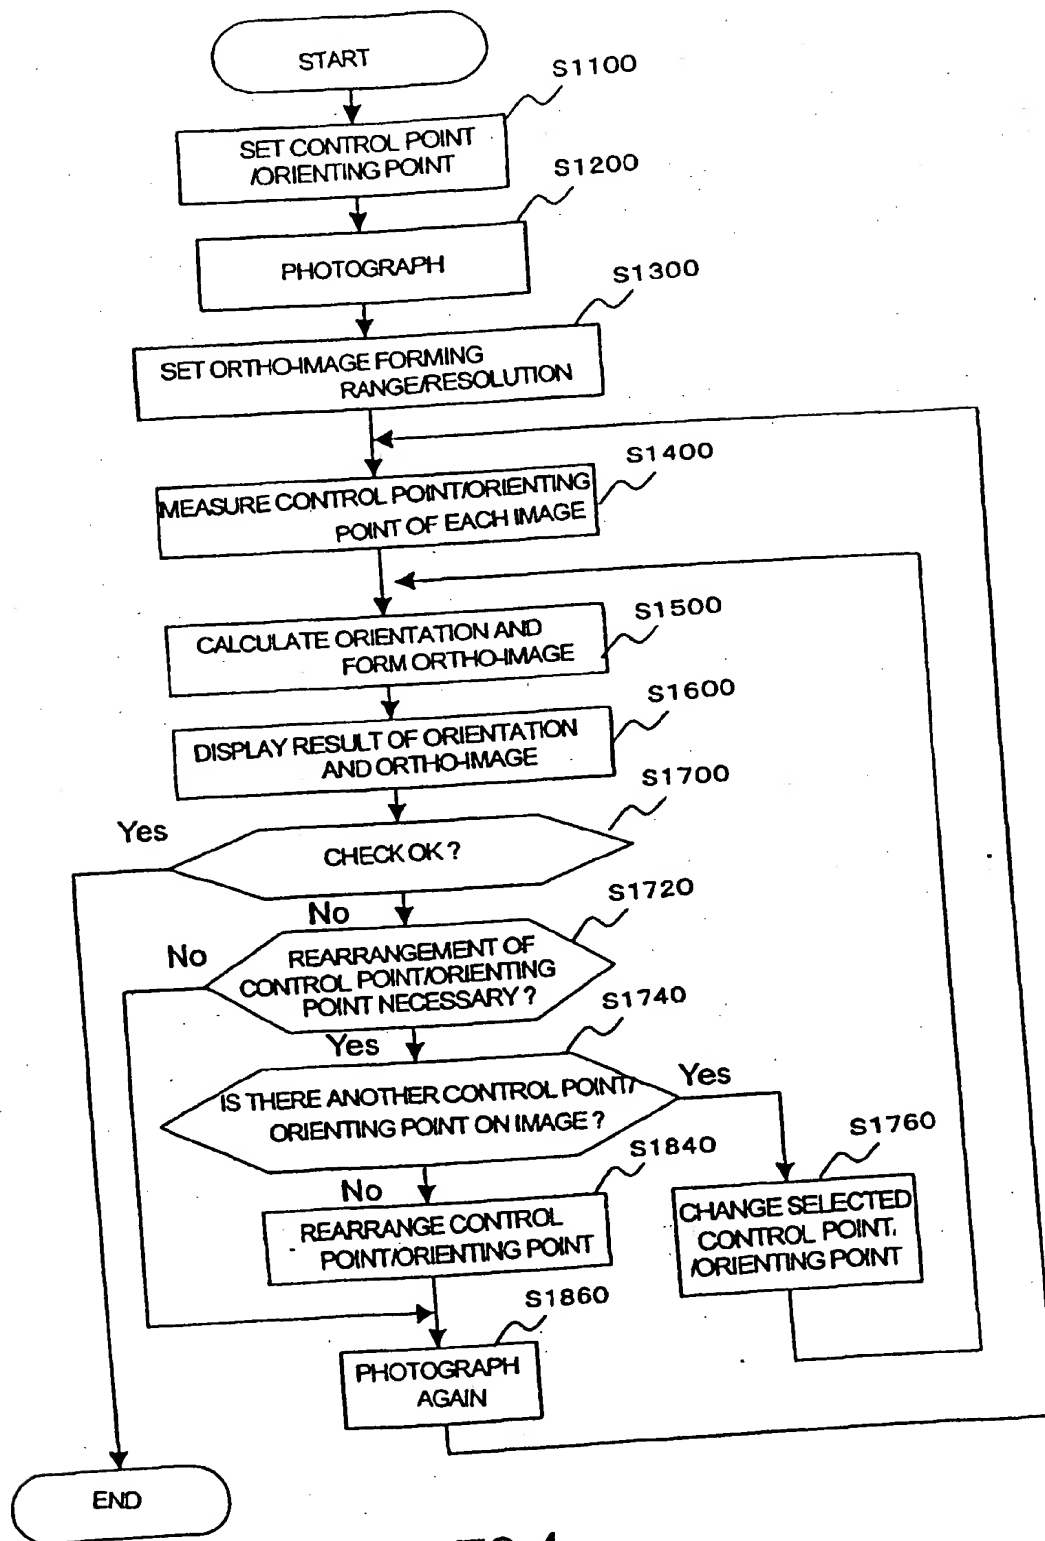 START
S1100
SET CONTROL POINT
/ORIENTING POINT
S1200
PHOTOGRAPH
S1300
SET ORTHO-IMAGE FORMING
RANGE/RESOLUTION
S1400
MEASURE CONTROL POINT/ORIENTING
POINT OF EACH IMAGE
S1500
CALCULATE ORIENTATION AND
FORM ORTHO-IMAGE
S1600
DISPLAY RESULT OF ORIENTATION
AND ORTHO-IMAGE
S1700
Yes
CHECK OK ?
No
S1720
No
REARRANGEMENT OF
CONTROL POINT/ORIENTING
POINT NECESSARY ?
S1740
Yes
IS THERE ANOTHER CONTROL POINT/
ORIENTING POINT ON IMAGE ?
Yes
S1760
No
S1840
REARRANGE CONTROL
POINT/ORIENTING POINT
CHANGE SELECTED
CONTROL POINT
/ORIENTING POINT
S1860
PHOTOGRAPH
AGAIN
END